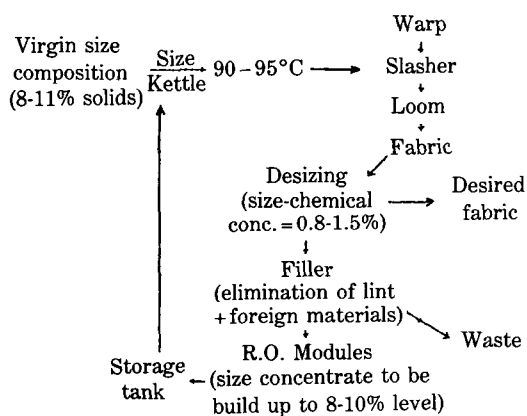 Warp
Virgin size
composition
(8-11% solids)
Size
Kettle
90-95°C
Slasher
Loom
Fabric
Desizing
(size-chemical
conc.=0.8-1.5%)
Desired
fabric
Filler
(elimination of lint
+foreign materials)
Waste
R.O. Modules
(size concentrate to be
build up to 8-10% level)
Storage
tank